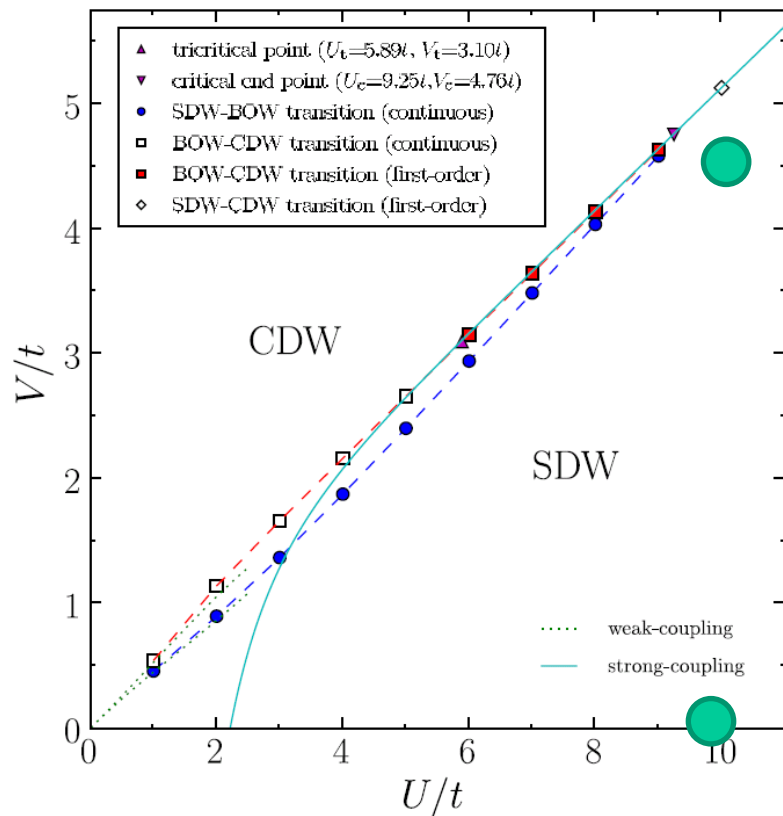 tricritical point (Ut=5.89t, Vt=3.10t)
critical end point (Uc=9.25t,Vc=4.76t)
SDW-BOW transition (continuous)
BOW-CDW transition (continuous)
BOW-CDW transition (first-order)
SDW-CDW transition (first-order)
5
4
CDW
3
V/t
SDW
2
1
weak-coupling
strong-coupling
0
0 2 4 6 8 10
U/t